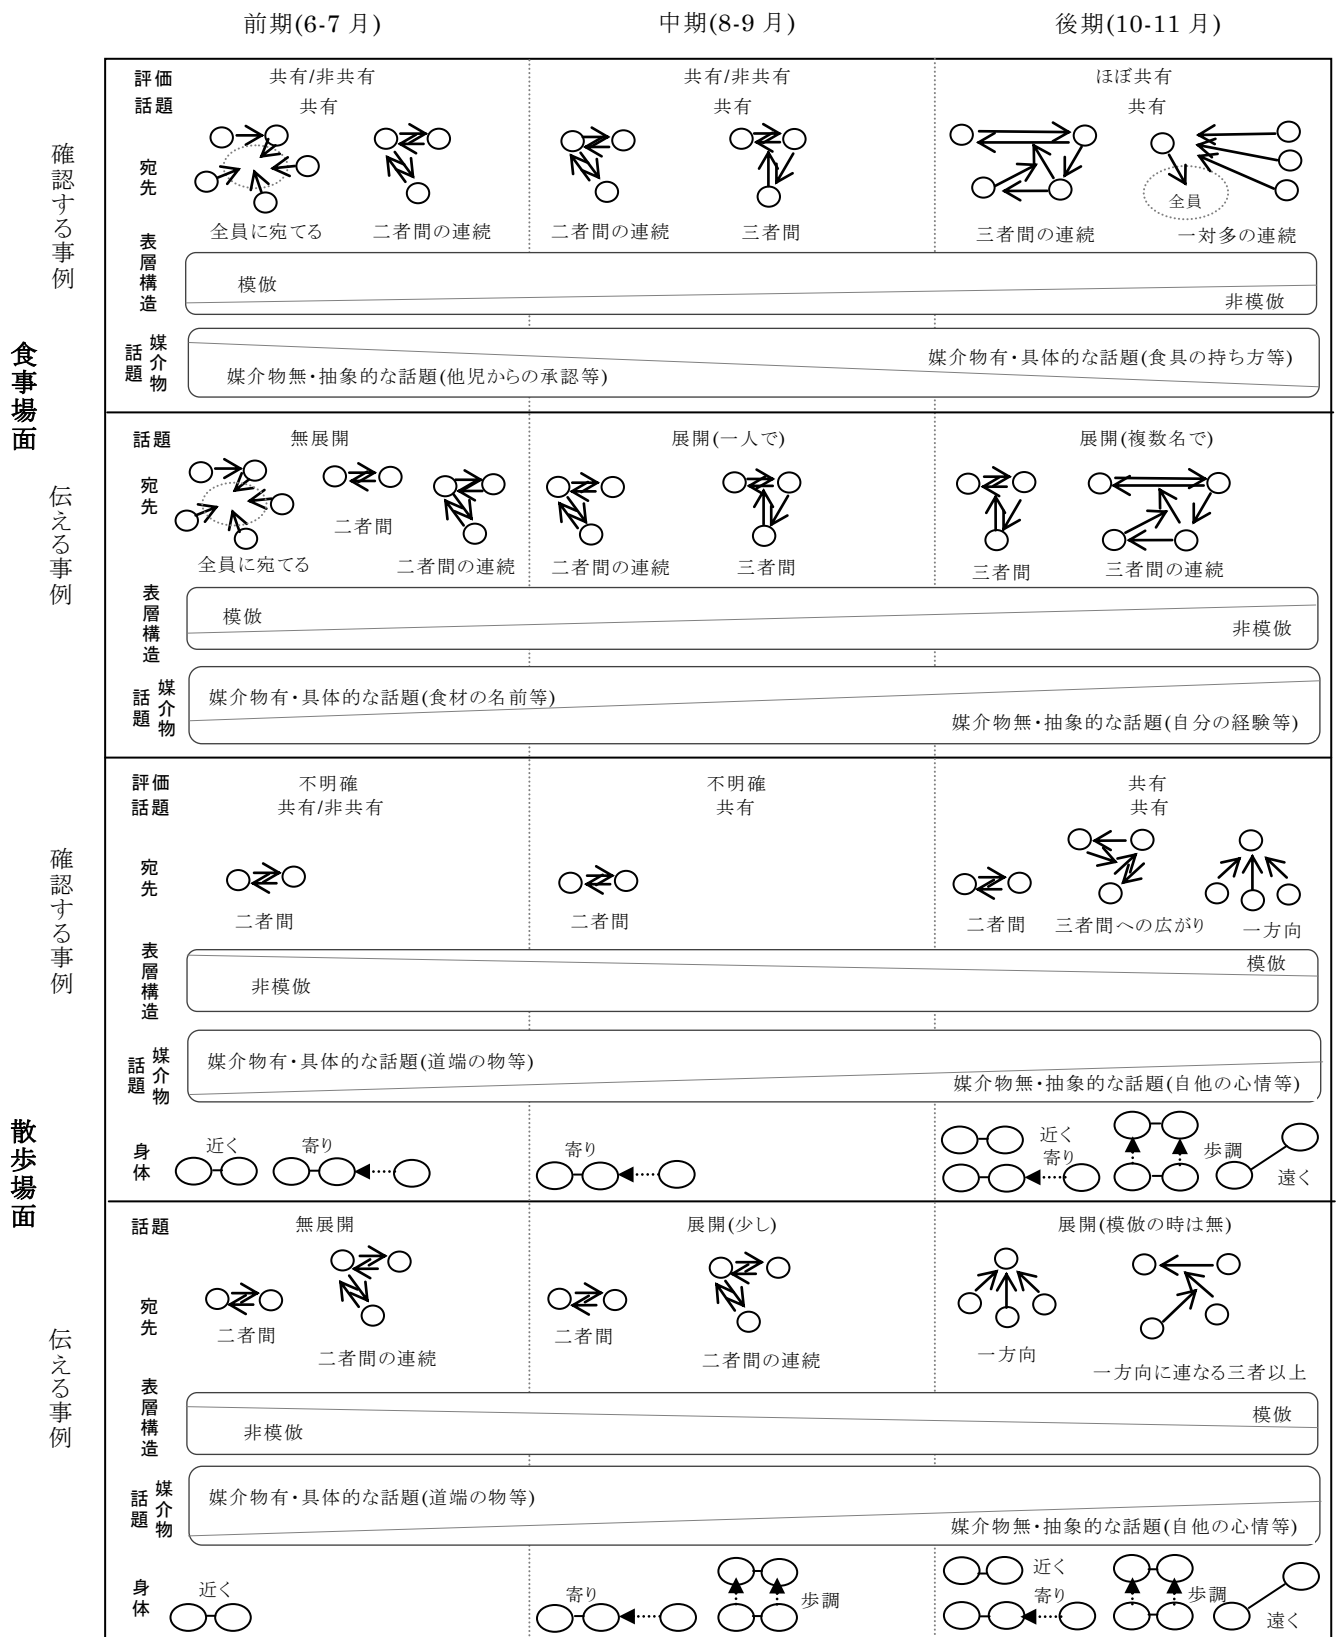 前期(6-7 月)
中期(8-9 月)
後期(10-11 月)
食事場面
確認する事例
評価
共有/非共有
共有/非共有
ほぼ共有
話題
共有
共有
共有
宛先
全員
全員に宛てる
二者間の連続
二者間の連続
三者間
三者間の連続
一対多の連続
表層構造
模倣
非模倣
話題
媒介物
媒介物有・具体的な話題(食具の持ち方等)
媒介物無・抽象的な話題(他児からの承認等)
伝える事例
話題
無展開
展開(一人で)
展開(複数名で)
宛先
全員に宛てる
二者間
二者間の連続
二者間の連続
三者間
三者間
三者間の連続
表層構造
模倣
非模倣
話題
媒介物
媒介物有・具体的な話題(食材の名前等)
媒介物無・抽象的な話題(自分の経験等)
散歩場面
確認する事例
評価
不明確
不明確
共有
話題
共有/非共有
共有
共有
宛先
二者間
二者間
二者間
三者間への広がり
一方向
表層構造
模倣
非模倣
話題
媒介物
媒介物有・具体的な話題(道端の物等)
媒介物無・抽象的な話題(自他の心情等)
身体
近く
寄り
寄り
近く
寄り
歩調
遠く
伝える事例
話題
無展開
展開(少し)
展開(模倣の時は無)
宛先
二者間
二者間の連続
二者間
二者間の連続
一方向
一方向に連なる三者以上
表層構造
模倣
非模倣
話題
媒介物
媒介物有・具体的な話題(道端の物等)
媒介物無・抽象的な話題(自他の心情等)
身体
近く
寄り
歩調
近く
寄り
歩調
遠く